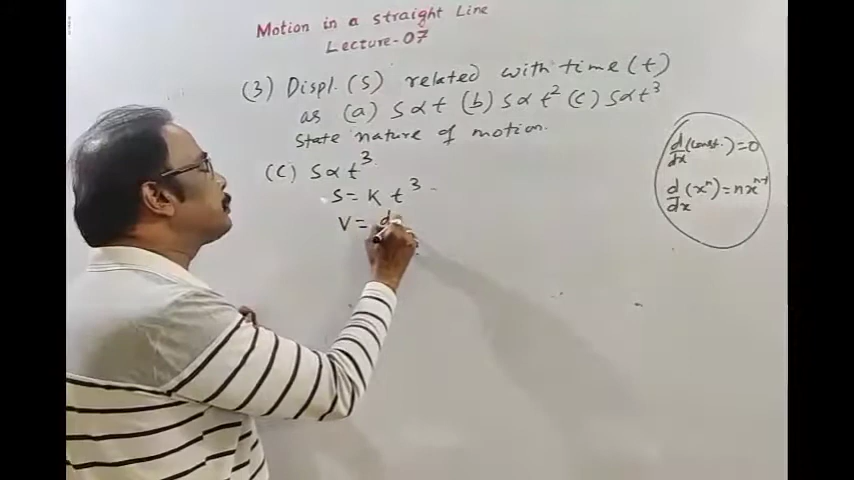 Motion in a straight Line
Lecture-07
(3) Displ. (S) related with time (t)
as (a) S α t (b) S α t² (c) S α t³
State nature of motion.
(C) S α t³
S = K t³
V = d
d/dx (const.) = 0
d/dx (xⁿ) = nxⁿ⁻¹